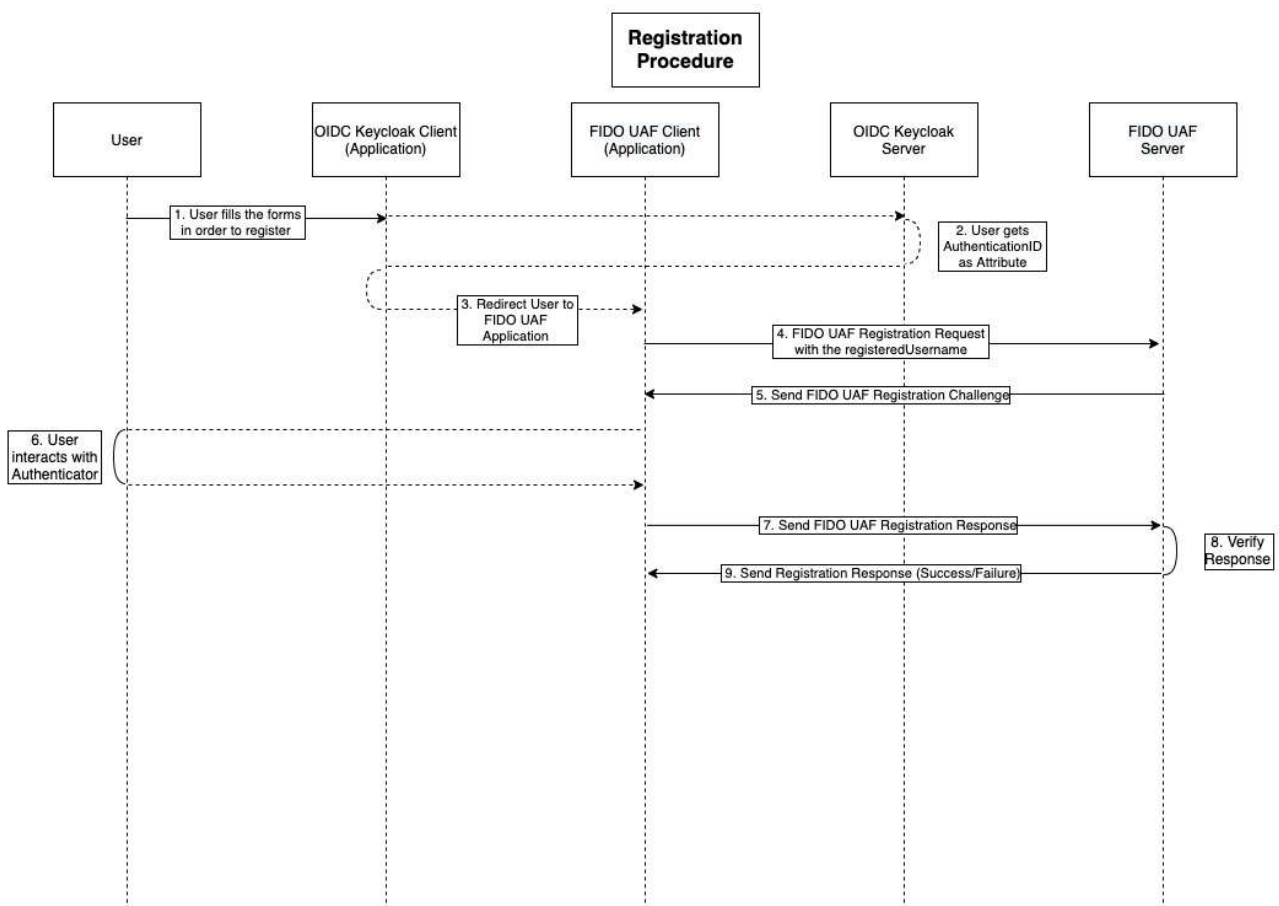 Registration
Procedure
User
OIDC Keycloak Client
(Application)
FIDO UAF Client
(Application)
OIDC Keycloak
Server
FIDO UAF
Server
1. User fills the forms
in order to register
2. User gets
AuthenticationID
as Attribute
3. Redirect User to
FIDO UAF
Application
4. FIDO UAF Registration Request
with the registeredUsername
5. Send FIDO UAF Registration Challenge
6. User
interacts with
Authenticator
7. Send FIDO UAF Registration Response
8. Verify
Response
9. Send Registration Response (Success/Failure)